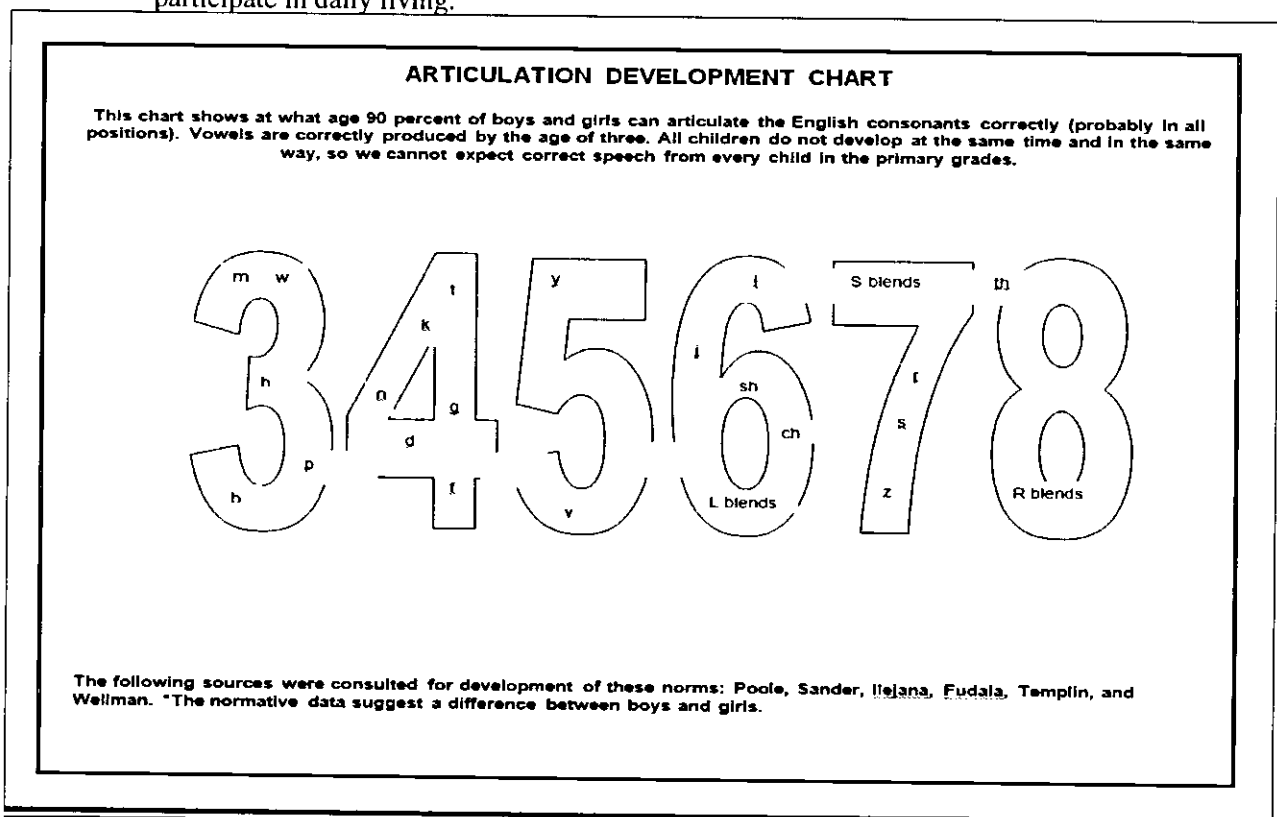 participate in daily living.
ARTICULATION DEVELOPMENT CHART
This chart shows at what age 90 percent of boys and girls can articulate the English consonants correctly (probably in all
positions). Vowels are correctly produced by the age of three. All children do not develop at the same time and in the same
way, so we cannot expect correct speech from every child in the primary grades.
3 4 5 6 7 8
m w
h
p
b
t
k
n
g
d
f
y
v
j
sh
ch
L blends
S blends
s
z
th
R blends
The following sources were consulted for development of these norms: Poole, Sander, Iiejana, Fudala, Templin, and
Wellman. *The normative data suggest a difference between boys and girls.